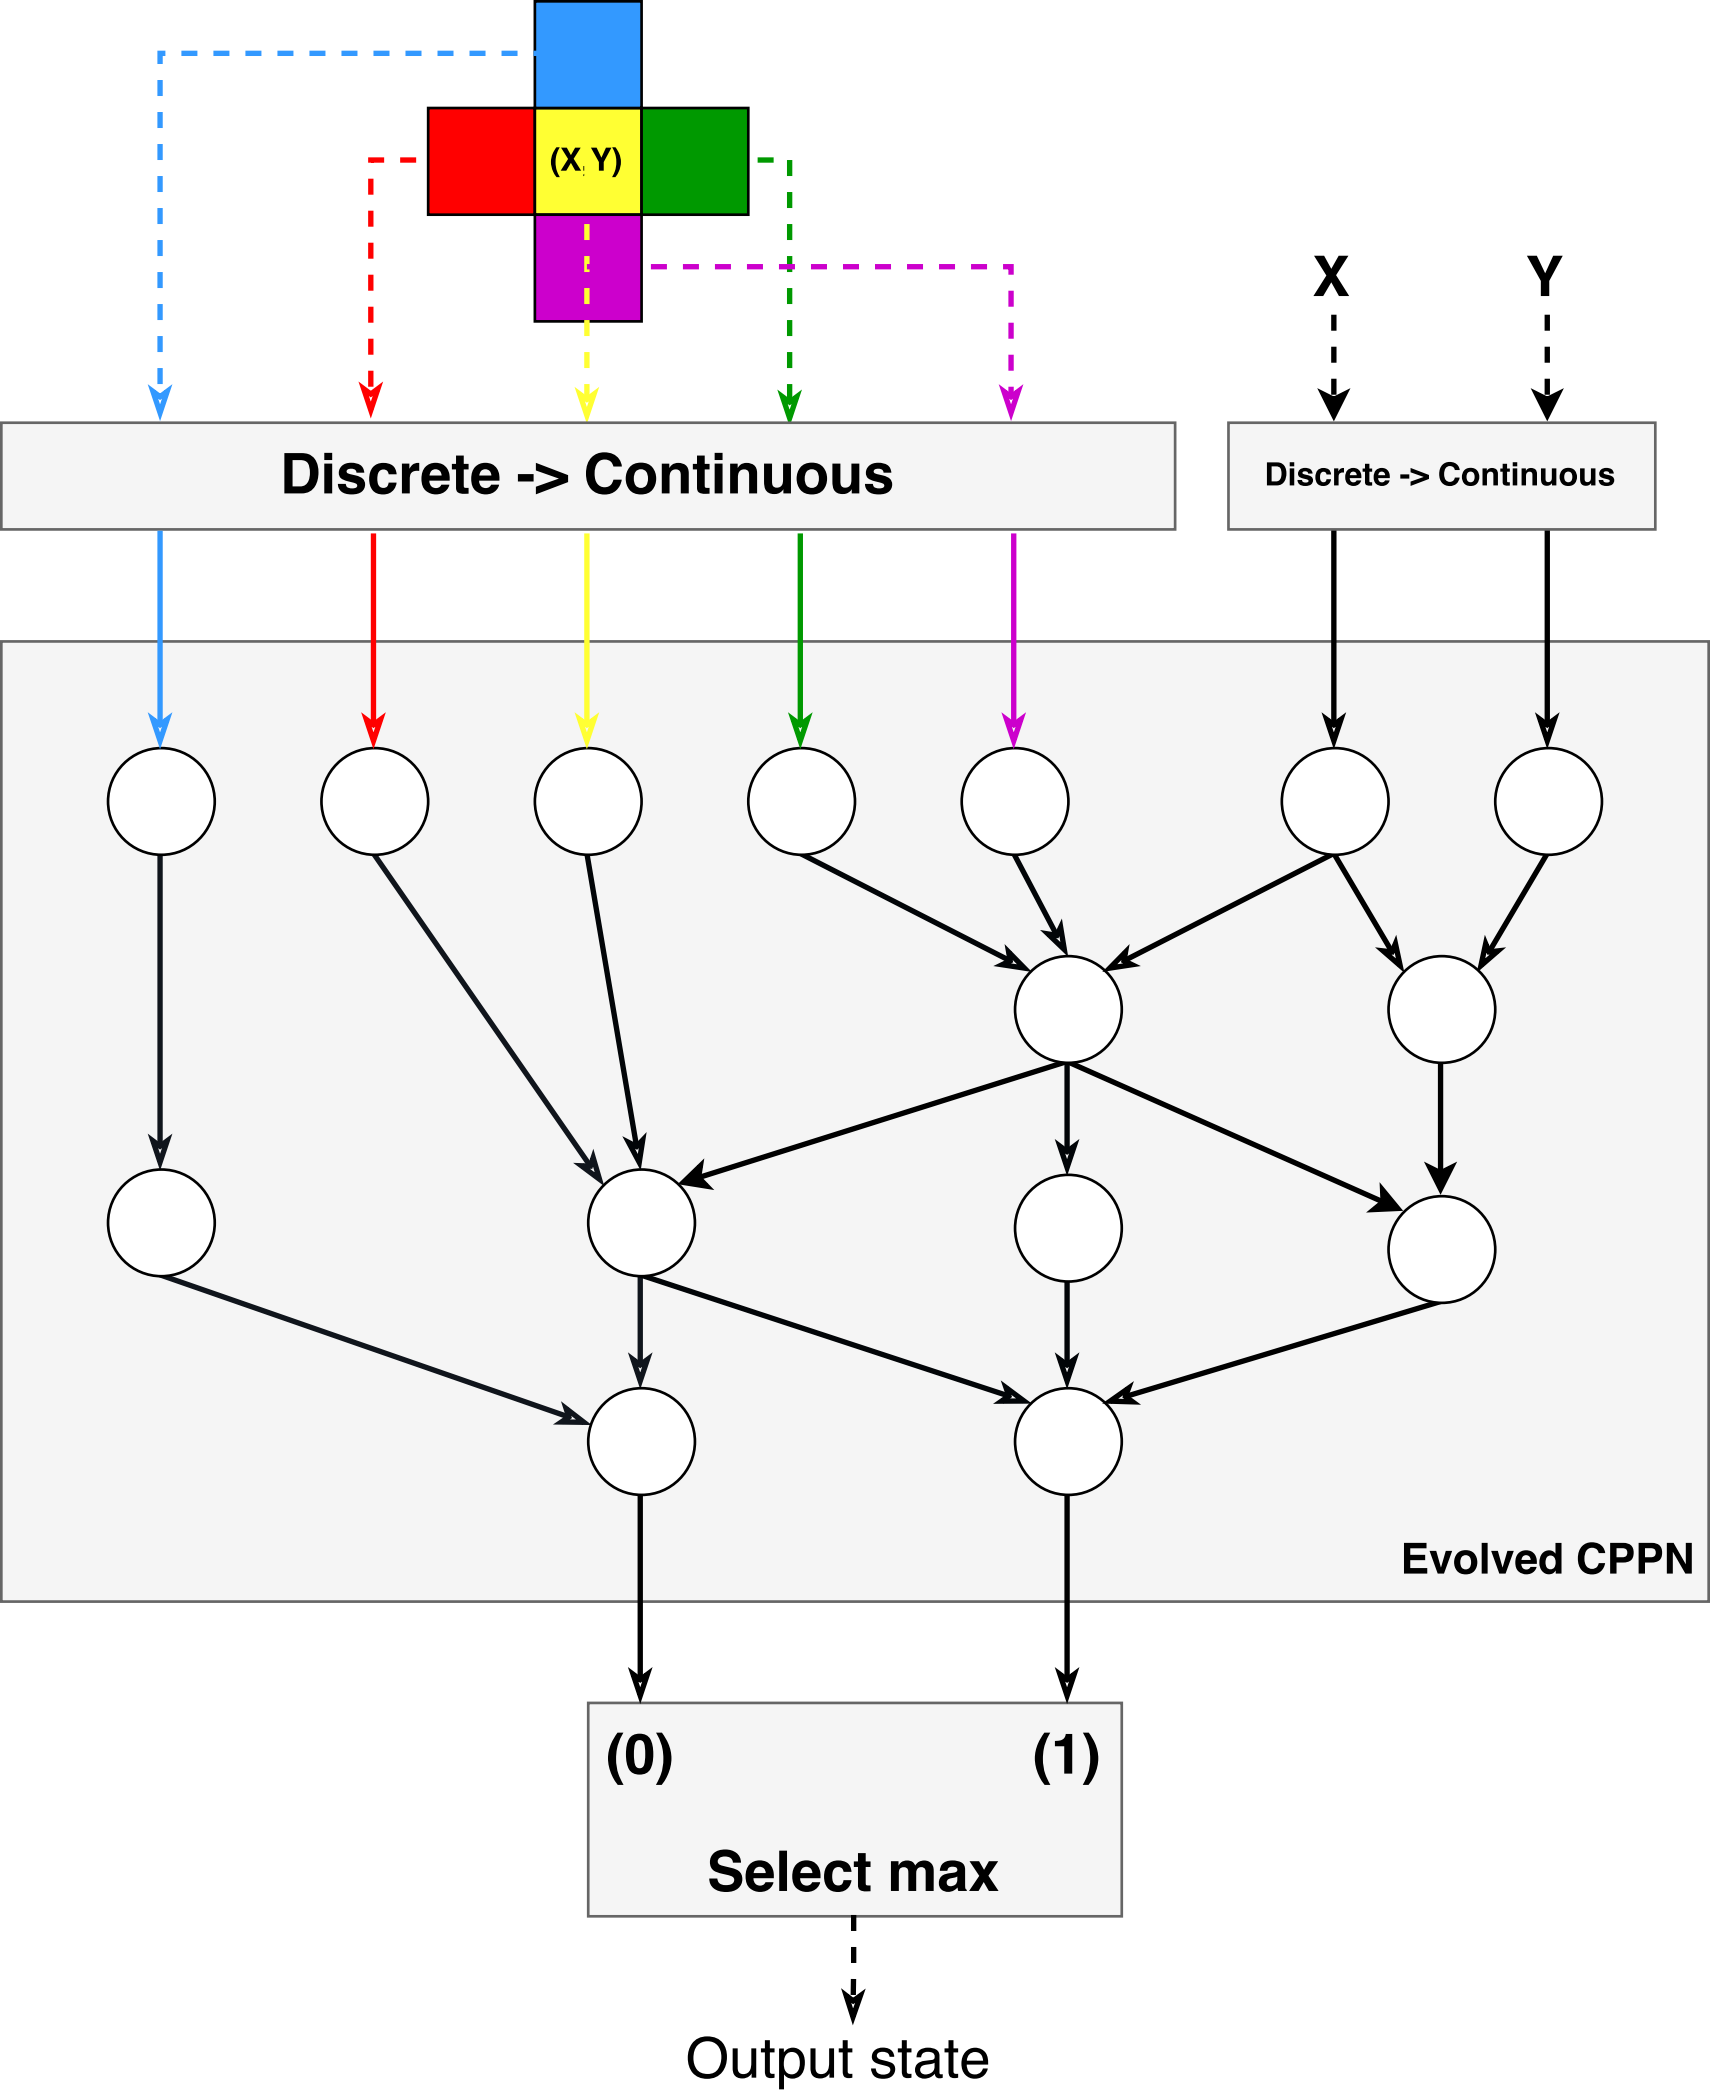 (X, Y)
X
Y
Discrete -> Continuous
Discrete -> Continuous
Evolved CPPN
(0)
(1)
Select max
Output state